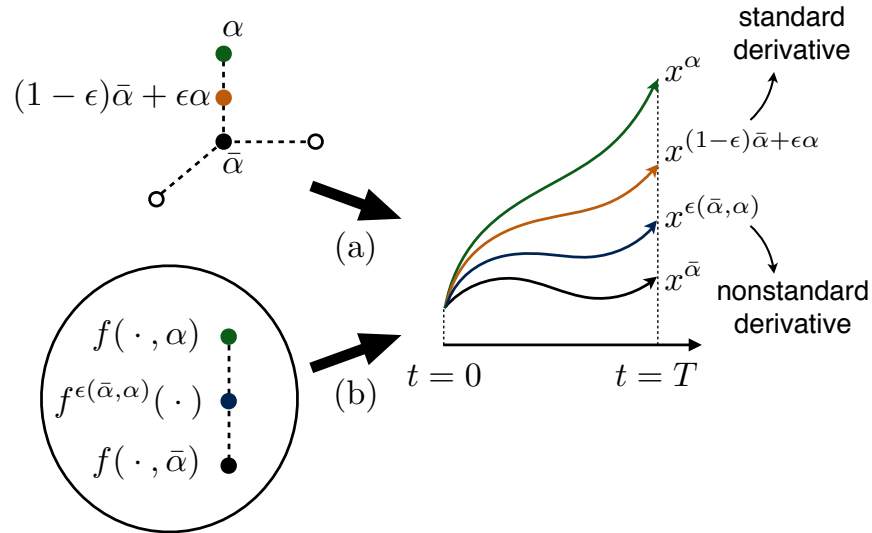 α
(1 − ϵ)ᾱ + ϵα
ᾱ
(a)
f( · , α)
f^{ϵ(ᾱ,α)}( · )
f( · , ᾱ)
(b)
standard
derivative
x^{α}
x^{(1−ϵ)ᾱ+ϵα}
x^{ϵ(ᾱ,α)}
x^{ᾱ}
nonstandard
derivative
t = 0
t = T